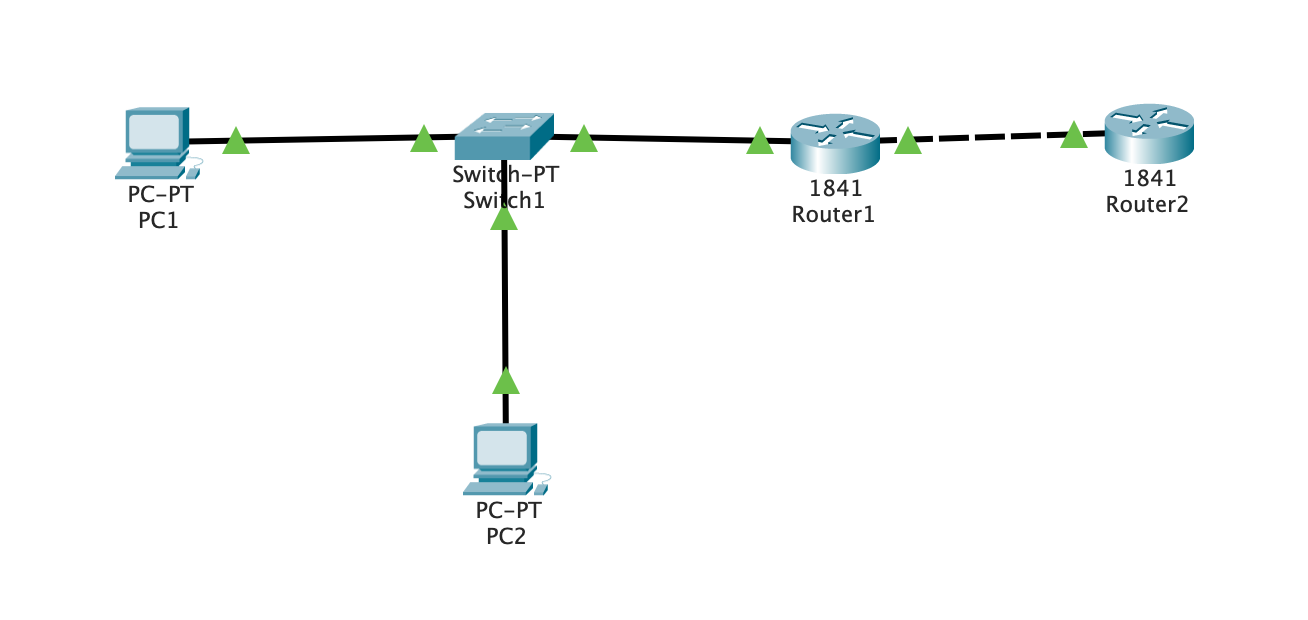 PC-PT
PC1
Switch-PT
Switch1
1841
Router1
1841
Router2
PC-PT
PC2